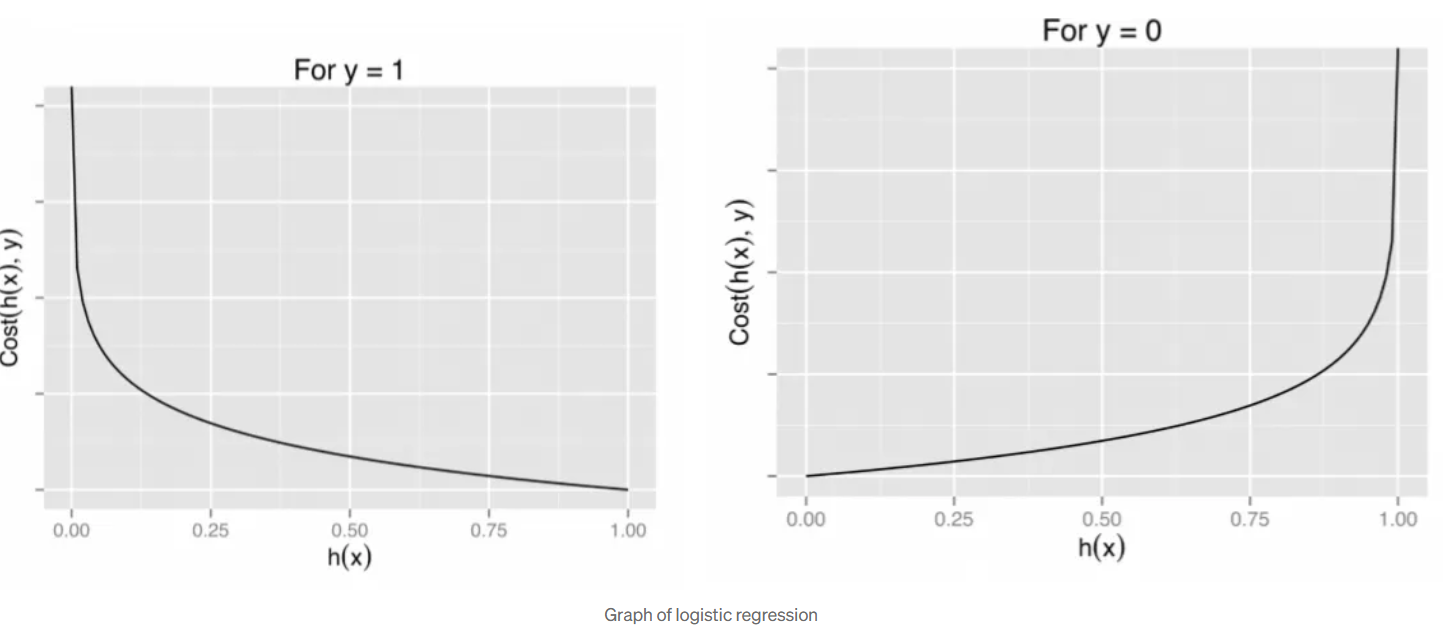 For y = 1
Cost(h(x), y)
0.00 0.25 0.50 0.75 1.00
h(x)
For y = 0
Cost(h(x), y)
0.00 0.25 0.50 0.75 1.00
h(x)
Graph of logistic regression